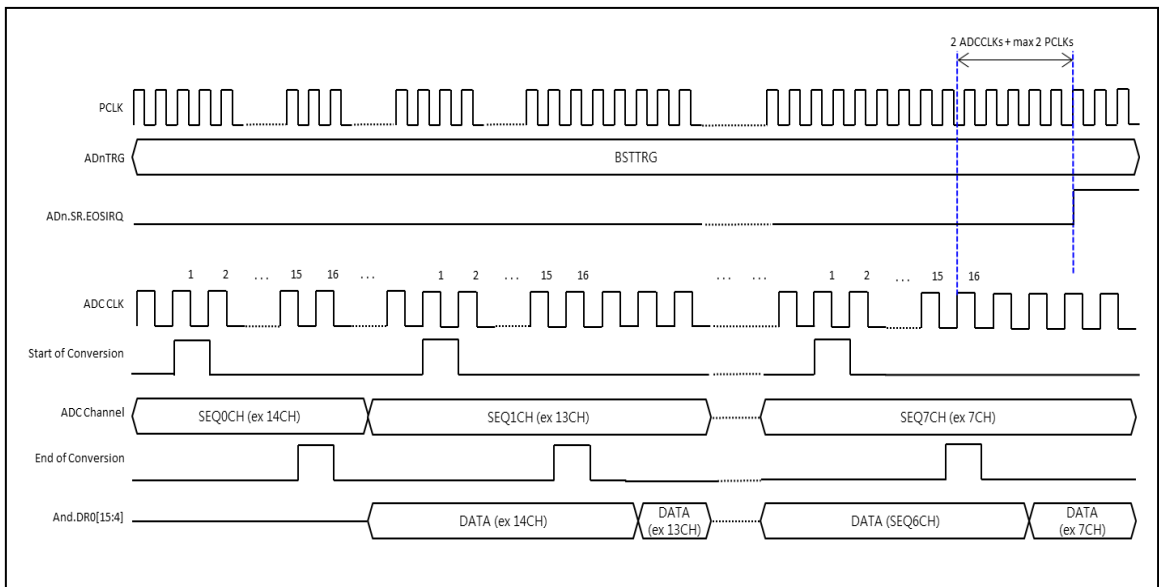 2 ADCCLKs + max 2 PCLKs
PCLK
ADnTRG
BSTTRG
ADn.SR.EOSIRQ
1 2 ... 15 16 ... 1 2 ... 15 16 ... ... 1 2 ... 15 16
ADC CLK
Start of Conversion
ADC Channel
SEQ0CH (ex 14CH)
SEQ1CH (ex 13CH)
SEQ7CH (ex 7CH)
End of Conversion
And.DR0[15:4]
DATA (ex 14CH)
DATA
(ex 13CH)
DATA (SEQ6CH)
DATA
(ex 7CH)